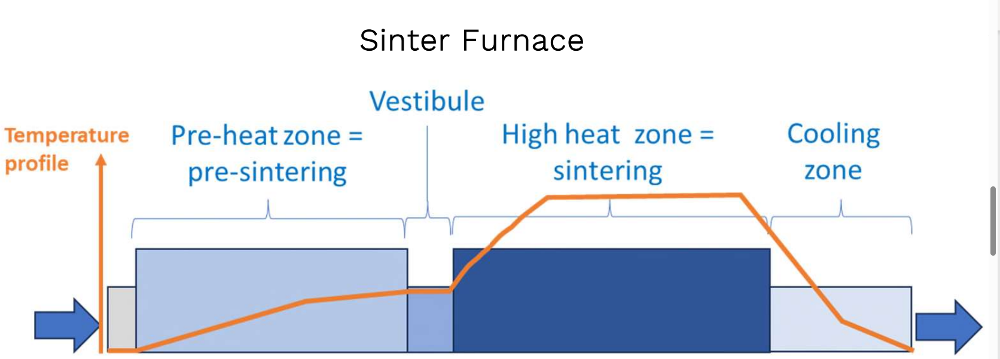 Sinter Furnace
Vestibule
Temperature
profile
Pre-heat zone =
pre-sintering
High heat zone =
sintering
Cooling
zone